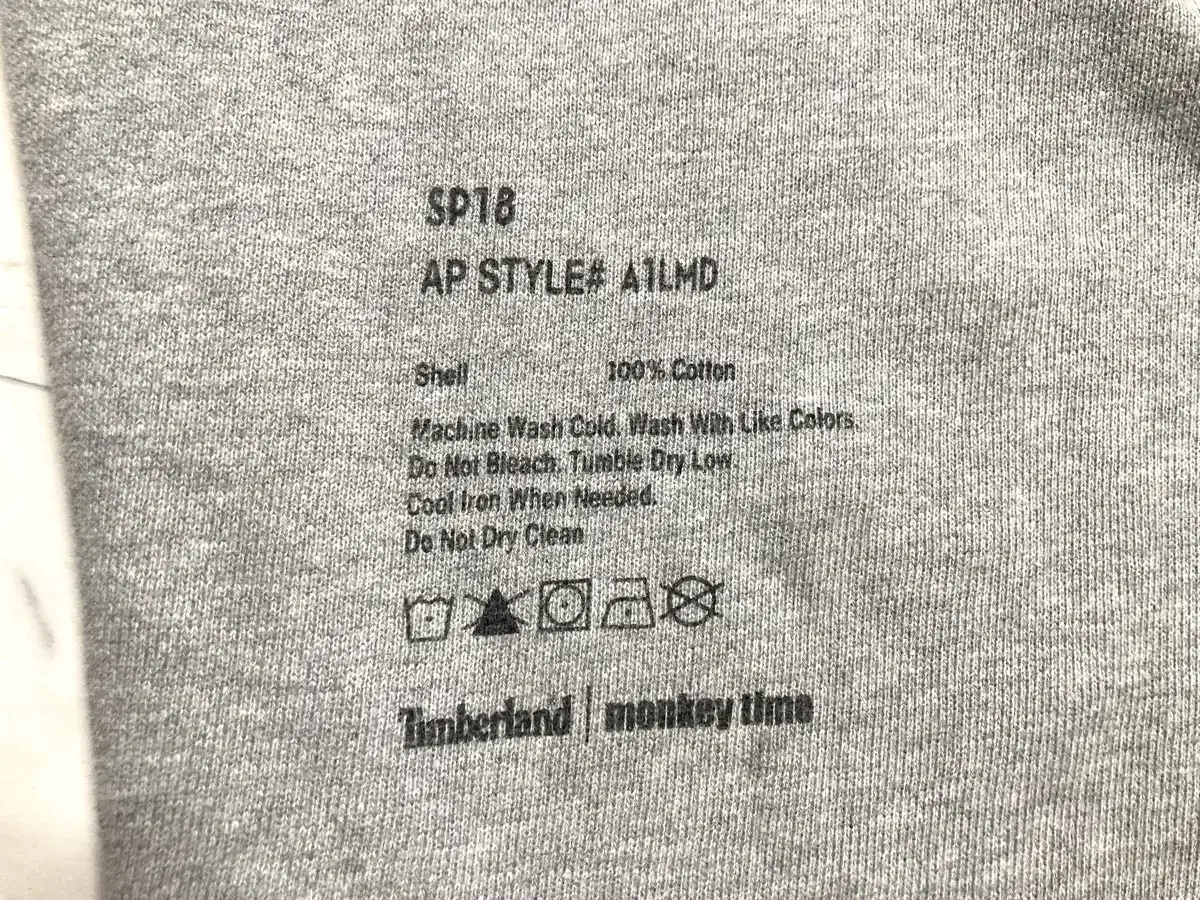 SP18
AP STYLE# A1LMD
Shell 100% Cotton
Machine Wash Cold. Wash With Like Colors.
Do Not Bleach. Tumble Dry Low
Cool Iron When Needed.
Do Not Dry Clean
Timberland | monkey time